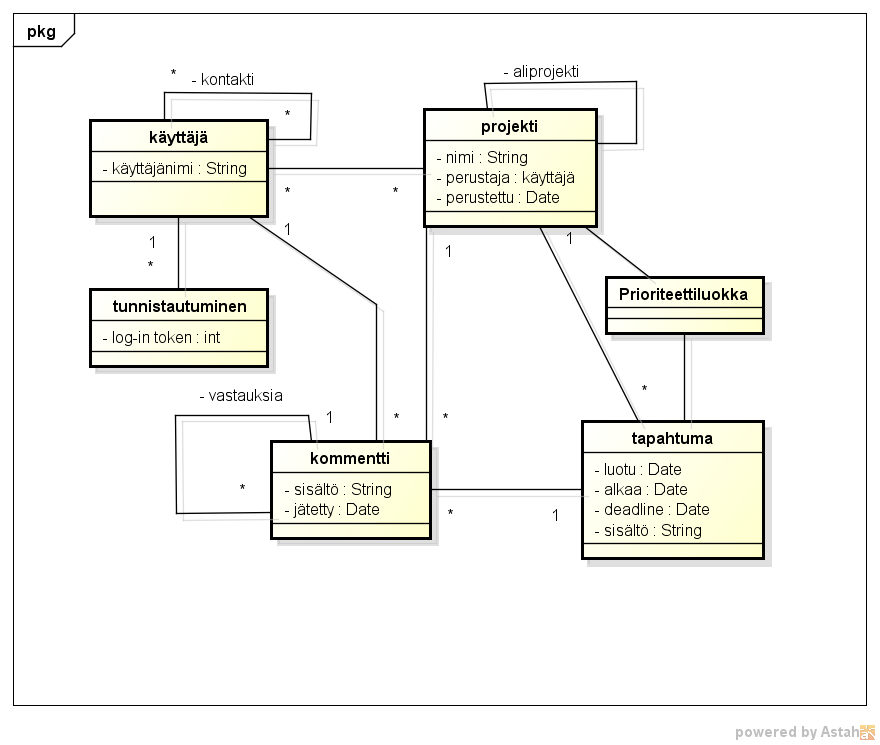 pkg
*
- kontakti
*
käyttäjä
- käyttäjänimi : String
- aliprojekti
projekti
- nimi : String
- perustaja : käyttäjä
- perustettu : Date
*
*
1
*
1
1
1
tunnistautuminen
- log-in token : int
Prioriteettiluokka
- vastauksia
1
*
*
*
*
kommentti
- sisältö : String
- jätetty : Date
*
1
tapahtuma
- luotu : Date
- alkaa : Date
- deadline : Date
- sisältö : String
powered by Astah